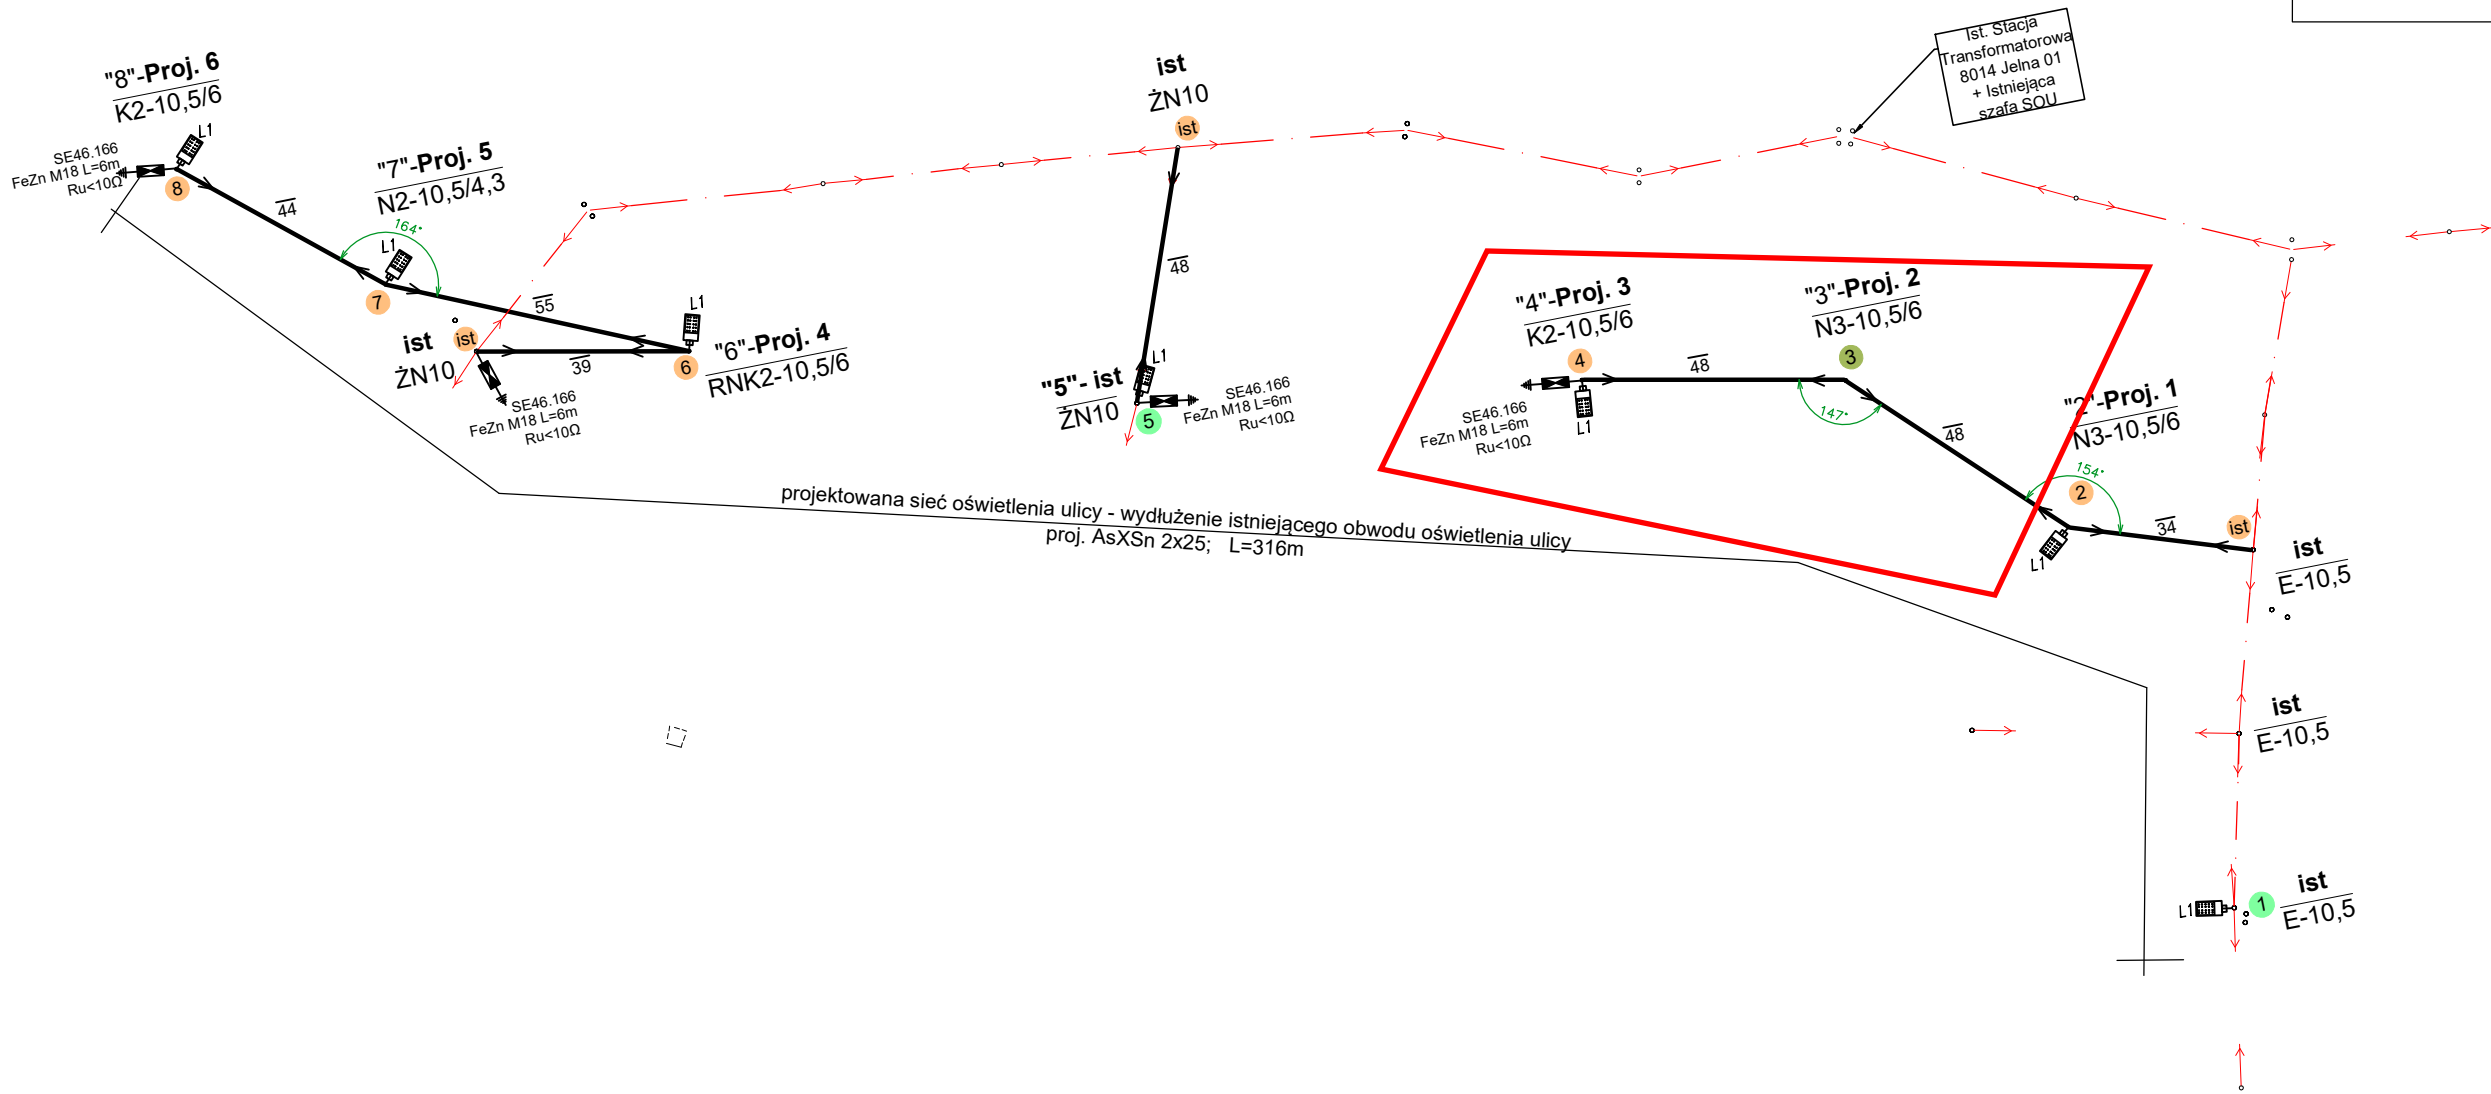 Ist. Stacja
Transformatorowa
8014 Jelna 01
+ Istniejąca
szafa SOU
"8"-Proj. 6
K2-10,5/6
L1
SE46.166
FeZn M18 L=6m
Ru<10Ω
8
44
"7"-Proj. 5
N2-10,5/4,3
164°
L1
7
55
ist
ŻN10
ist
39
SE46.166
FeZn M18 L=6m
Ru<10Ω
L1
6
"6"-Proj. 4
RNK2-10,5/6
ist
ŻN10
ist
48
"5"- ist
ŻN10
L1
5
SE46.166
FeZn M18 L=6m
Ru<10Ω
"4"-Proj. 3
K2-10,5/6
4
L1
SE46.166
FeZn M18 L=6m
Ru<10Ω
48
"3"-Proj. 2
N3-10,5/6
3
147°
48
"2"-Proj. 1
N3-10,5/6
154°
2
L1
34
ist
ist
E-10,5
projektowana sieć oświetlenia ulicy - wydłużenie istniejącego obwodu oświetlenia ulicy
proj. AsXSn 2x25; L=316m
ist
E-10,5
L1
1
ist
E-10,5